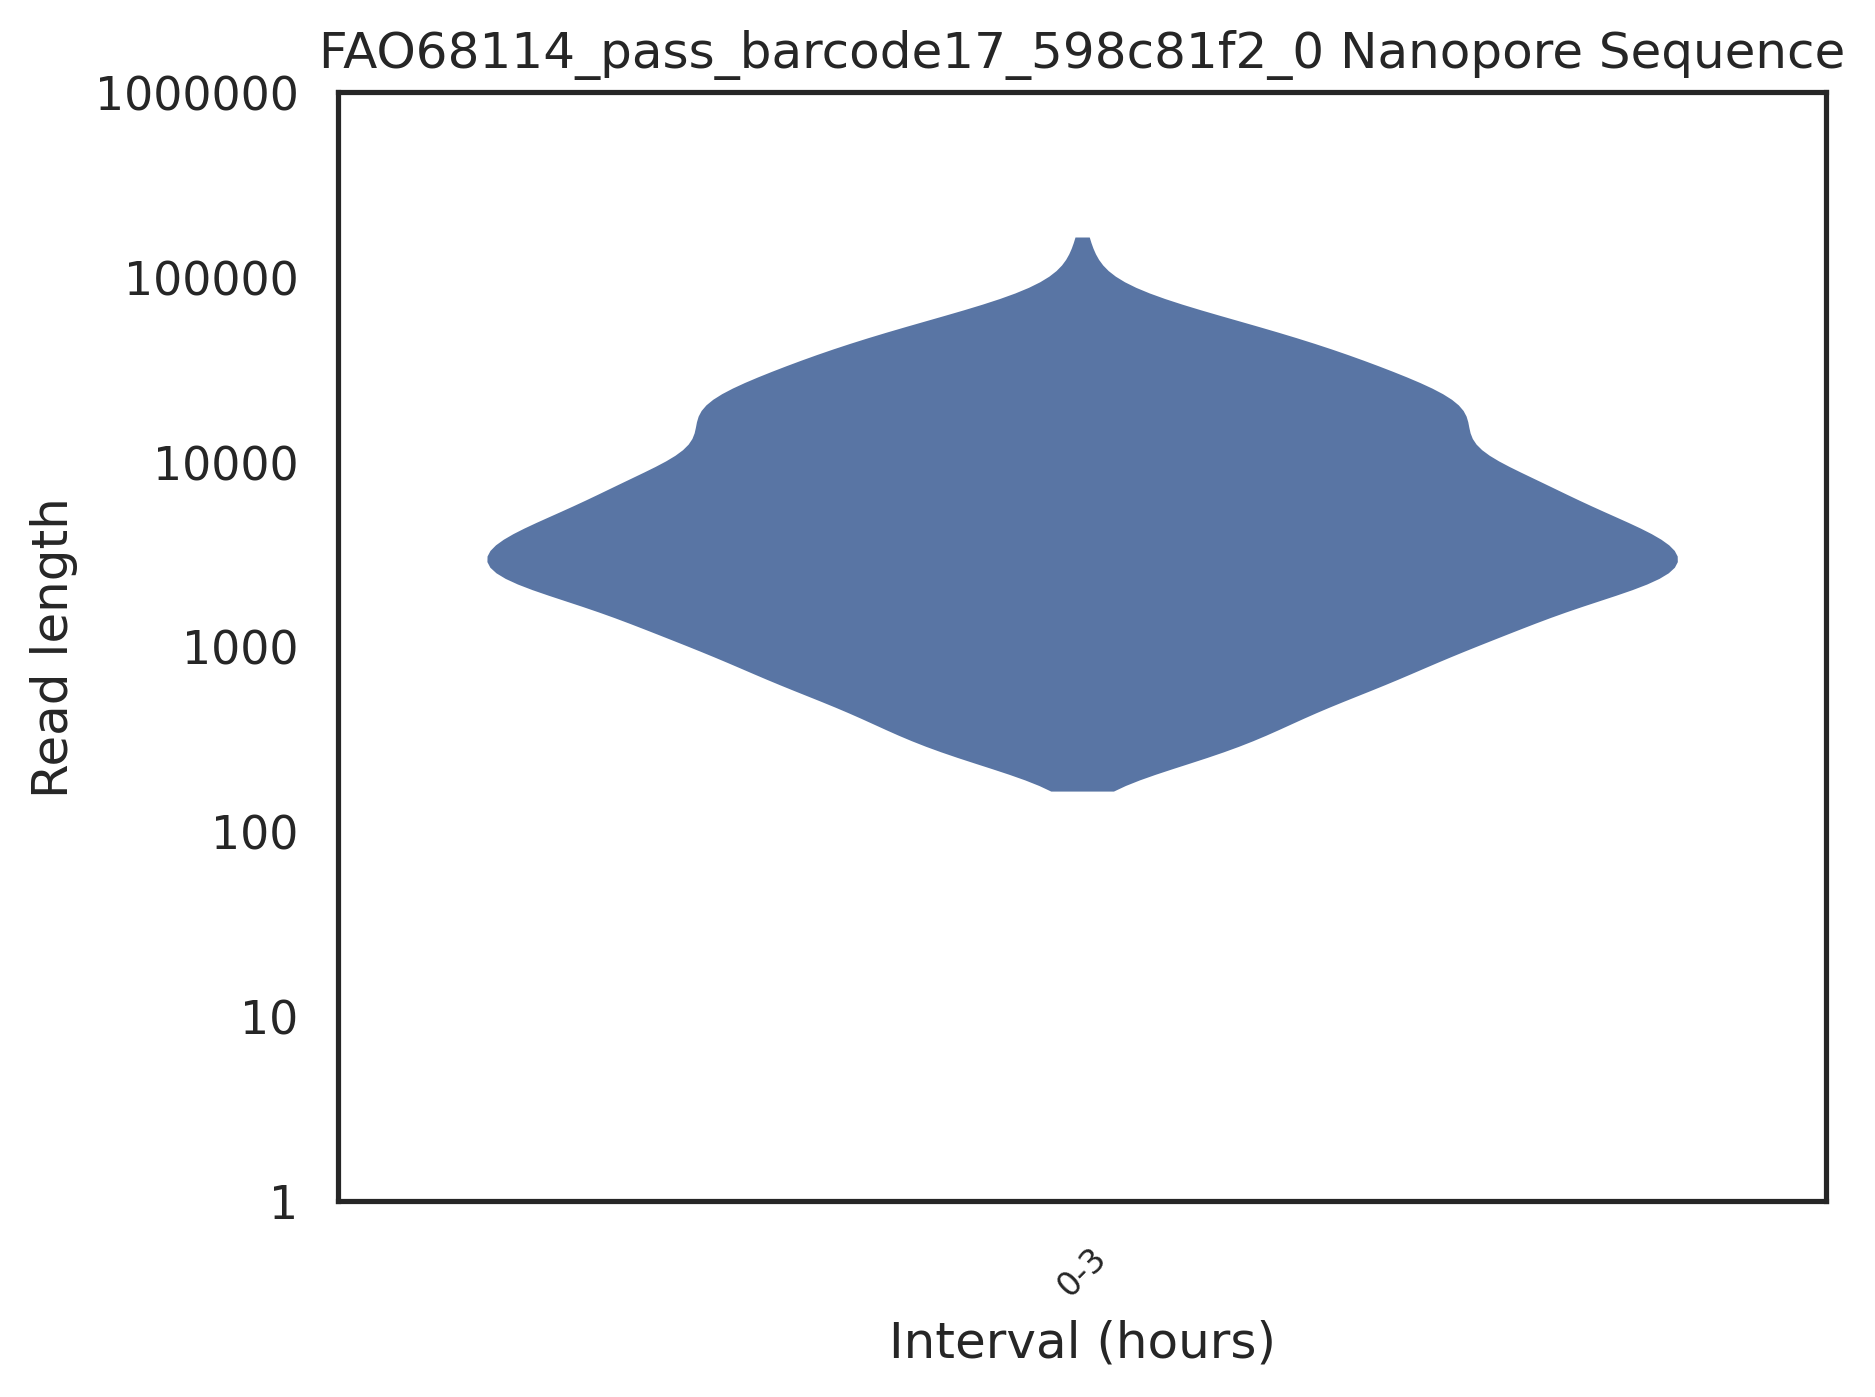 FAO68114_pass_barcode17_598c81f2_0 Nanopore Sequence
1000000
100000
10000
1000
100
10
1
Read length
0-3
Interval (hours)